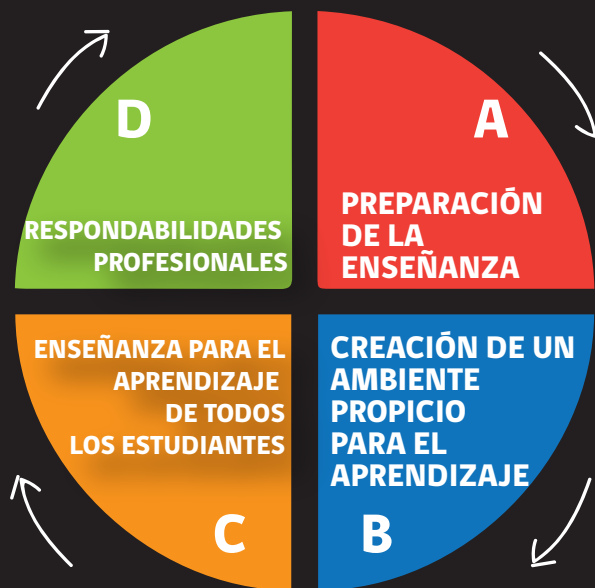 D
RESPONDABILIDADES
PROFESIONALES
A
PREPARACIÓN
DE LA
ENSEÑANZA
ENSEÑANZA PARA EL
APRENDIZAJE
DE TODOS
LOS ESTUDIANTES
C
CREACIÓN DE UN
AMBIENTE
PROPICIO
PARA EL
APRENDIZAJE
B